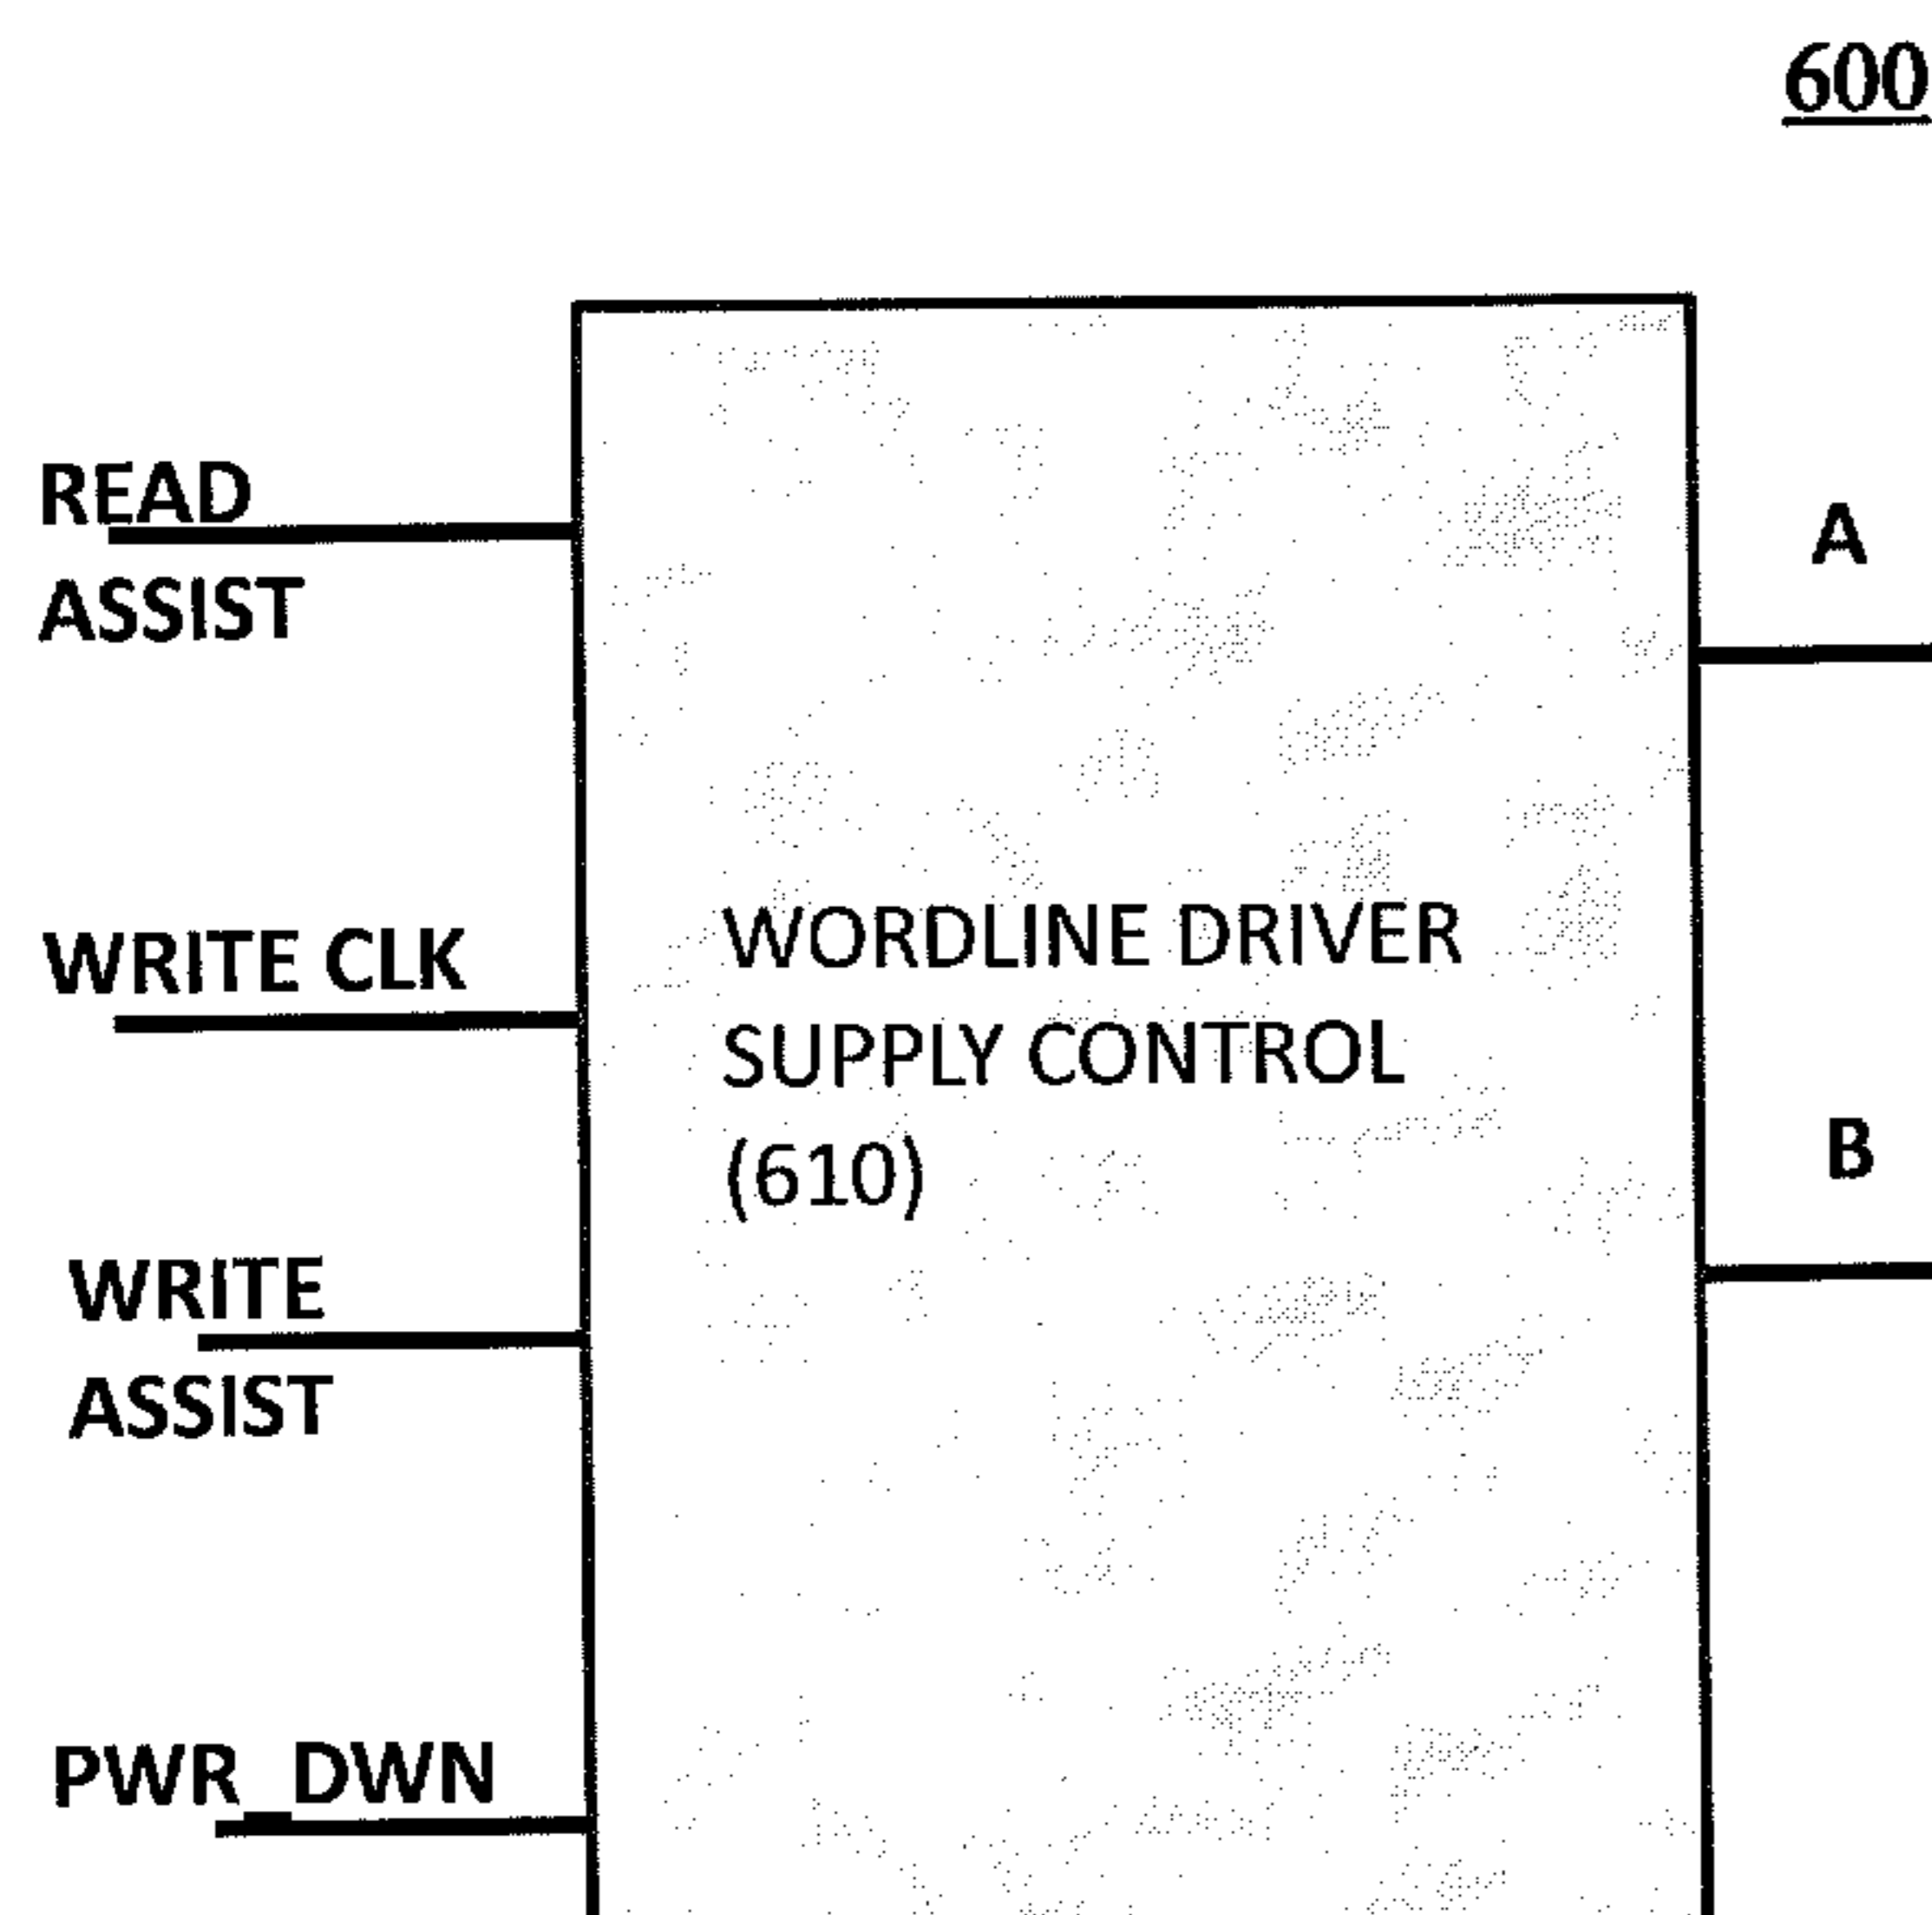 600
READ
ASSIST
A
WRITE CLK
WORDLINE DRIVER
SUPPLY CONTROL
(610)
B
WRITE
ASSIST
PWR_DWN